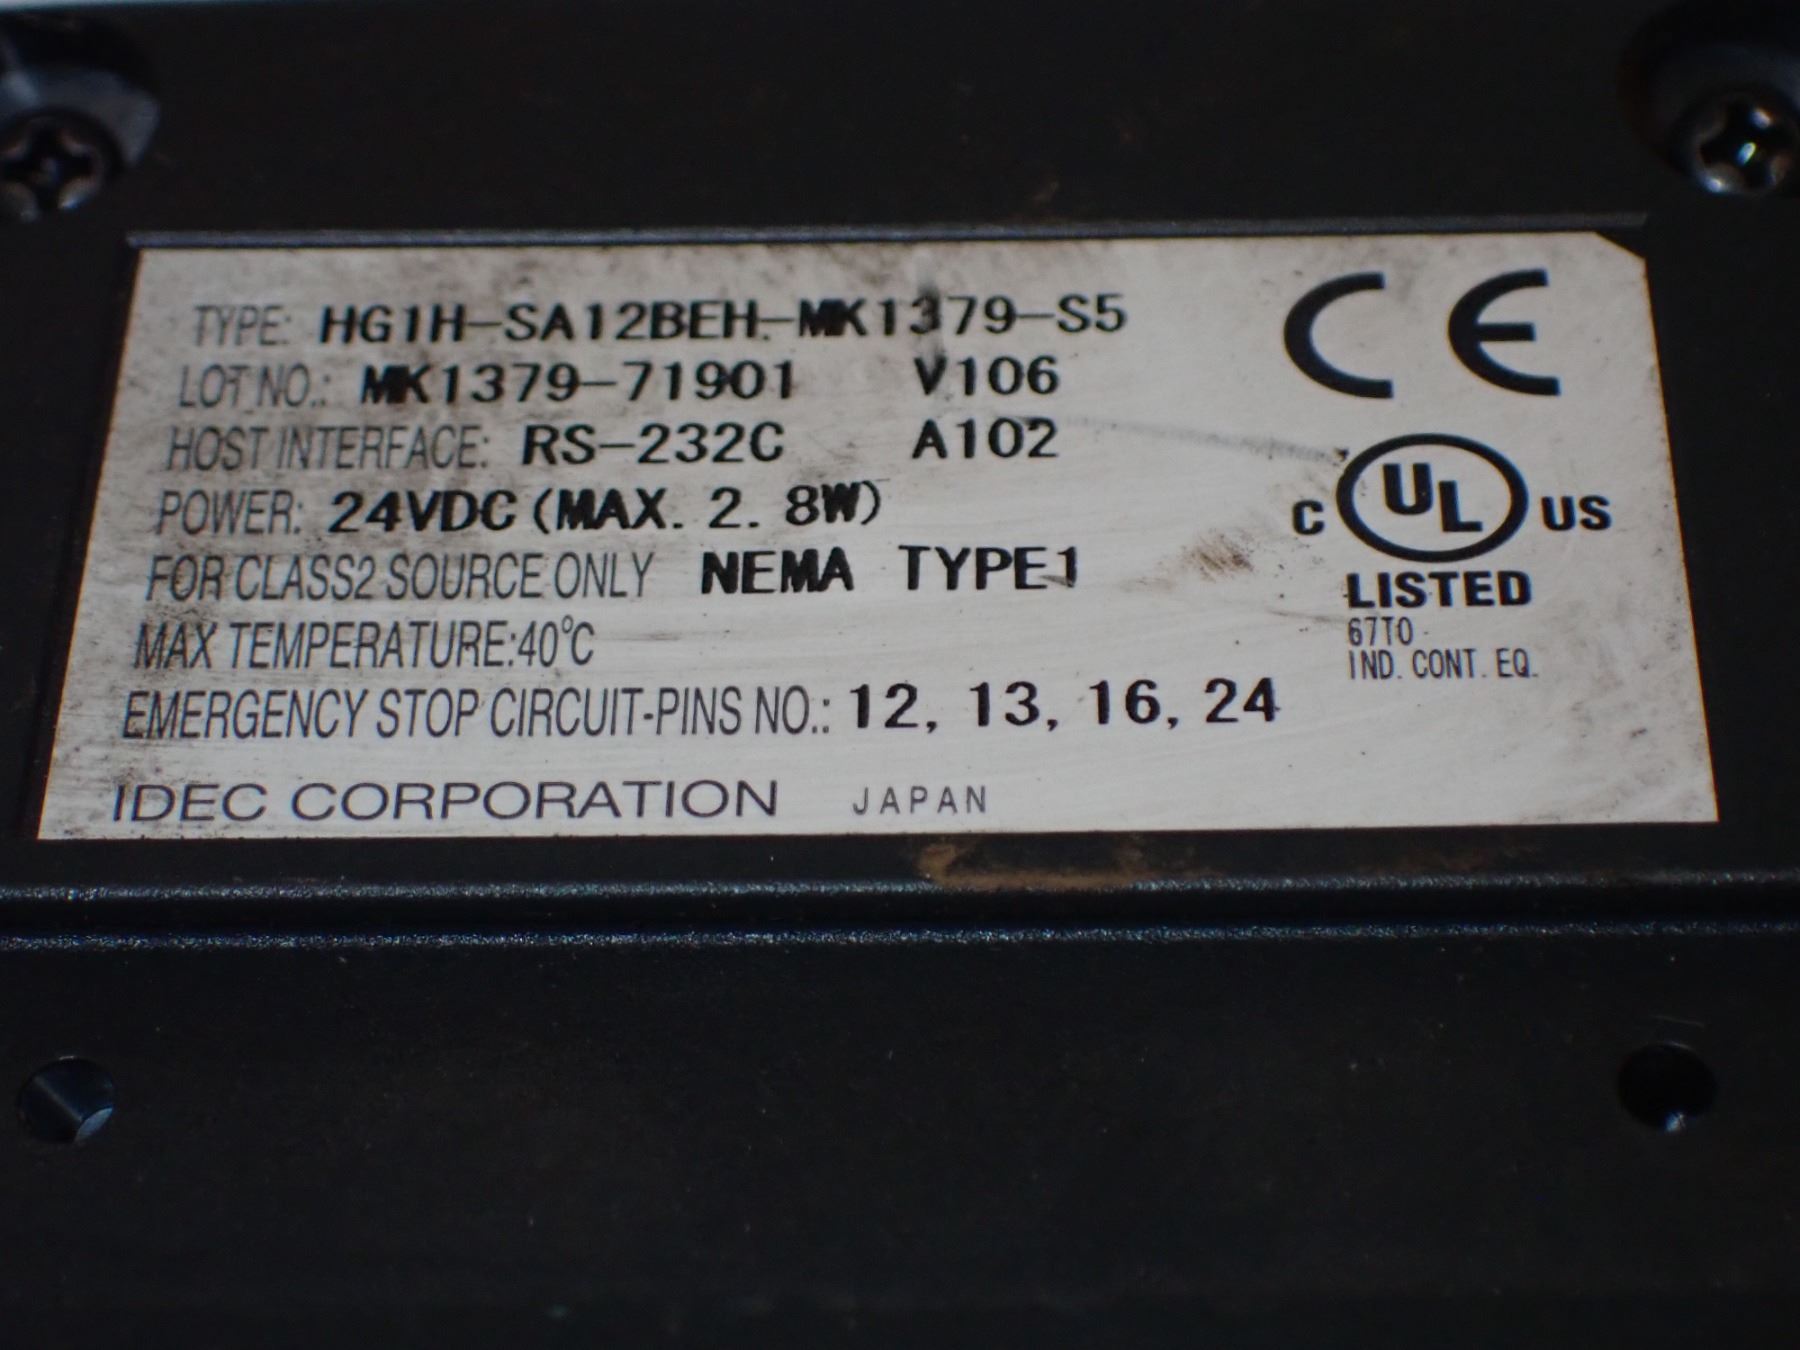 TYPE: HG1H-SA12BEH-MK1379-S5
LOT NO.: MK1379-71901 V106
HOST INTERFACE: RS-232C A102
POWER: 24VDC (MAX. 2. 8W)
FOR CLASS2 SOURCE ONLY NEMA TYPE1
MAX TEMPERATURE:40°C
EMERGENCY STOP CIRCUIT-PINS NO.: 12, 13, 16, 24
IDEC CORPORATION JAPAN
CE
C UL US
LISTED
67T0
IND. CONT. EQ.